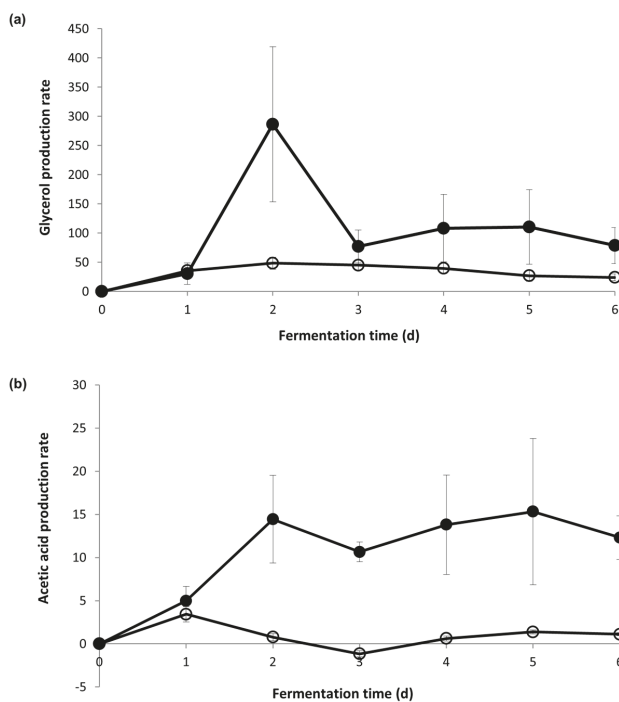 (a)
Glycerol production rate
450
400
350
300
250
200
150
100
50
0
0 1 2 3 4 5 6
Fermentation time (d)
(b)
Acetic acid production rate
30
25
20
15
10
5
0
-5
0 1 2 3 4 5 6
Fermentation time (d)